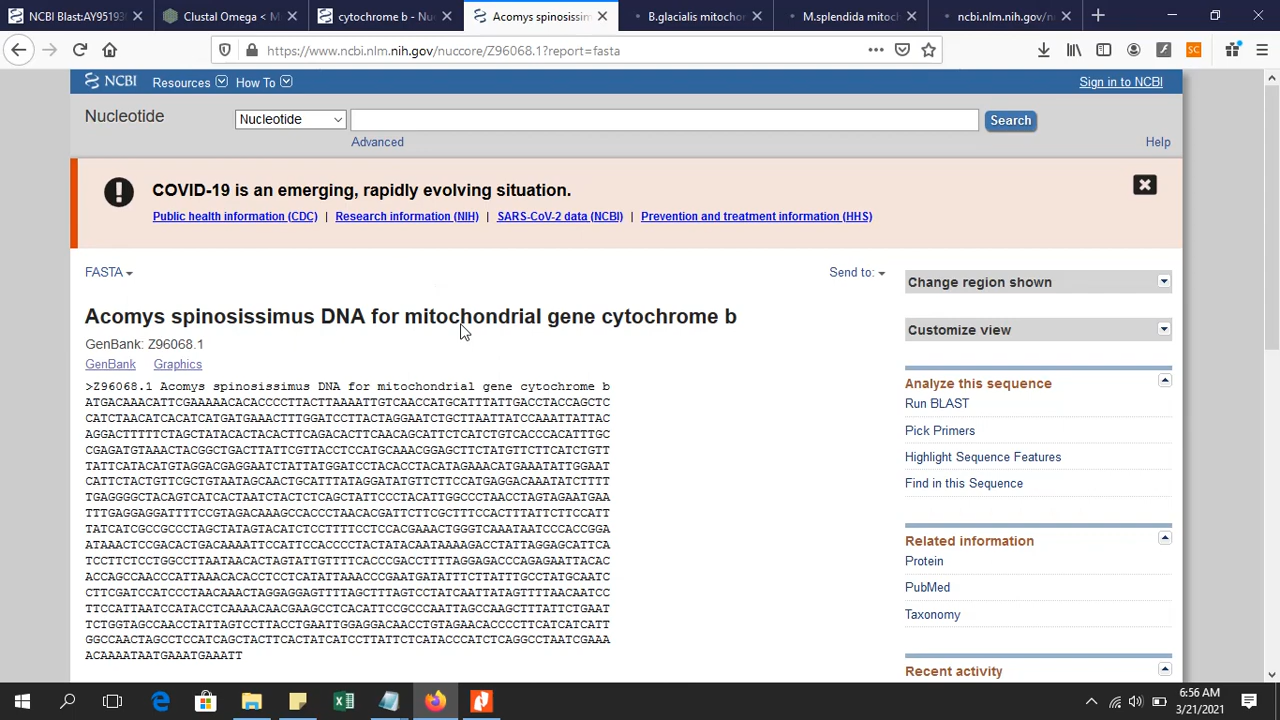 NCBI Blast:AY95193
Clustal Omega < M
cytochrome b - Nu
Acomys spinosissim
B.glacialis mitocho
M.splendida mitoch
ncbi.nlm.nih.gov/n
https://www.ncbi.nlm.nih.gov/nuccore/Z96068.1?report=fasta
NCBI Resources How To Sign in to NCBI
Nucleotide Nucleotide Search
Advanced Help
COVID-19 is an emerging, rapidly evolving situation.
Public health information (CDC) | Research information (NIH) | SARS-CoV-2 data (NCBI) | Prevention and treatment information (HHS)
FASTA Send to:
Acomys spinosissimus DNA for mitochondrial gene cytochrome b
GenBank: Z96068.1
GenBank Graphics
>Z96068.1 Acomys spinosissimus DNA for mitochondrial gene cytochrome b
ATGACAAACATTCGAAAAACACACCCCTTACTTAAAATTGTCAACCATGCATTTATTGACCTACCAGCTC
CATCTAACATCACATCATGATGAAACTTTGGATCCTTACTAGGAATCTGCTTAATTATCCAAATTATTAC
AGGACTTTTTCTAGCTATACACTACACTTCAGACACTTCAACAGCATTCTCATCTGTCACCCACATTTGC
CGAGATGTAAACTACGGCTGACTTATTCGTTACCTCCATGCAAACGGAGCTTCTATGTTCTTCATCTGTT
TATTCATACATGTAGGACGAGGAATCTATTATGGATCCTACACCTACATAGAAACATGAAATATTGGAAT
CATTCTACTGTTCGCTGTAATAGCAACTGCATTTATAGGATATGTTCTTCCATGAGGACAAATATCTTTT
TGAGGGGCTACAGTCATCACTAATCTACTCTCAGCTATTCCCTACATTGGCCCTAACCTAGTAGAATGAA
TTTGAGGAGGATTTTCCGTAGACAAAGCCACCCTAACACGATTCTTCGCTTTCCACTTTATTCTTCCATT
TATCATCGCCGCCCTAGCTATAGTACATCTCCTTTTCCTCCACGAAACTGGGTCAAATAATCCCACCGGA
ATAAACTCCGACACTGACAAAATTCCATTCCACCCCTACTATACAATAAAAGACCTATTAGGAGCATTCA
TCCTTCTCCTGGCCTTAATAACACTAGTATTGTTTTCACCCGACCTTTTAGGAGACCCAGAGAATTACAC
ACCAGCCAACCCATTAAACACACCTCCTCATATTAAACCCGAATGATATTTCTTATTTGCCTATGCAATC
CTTCGATCCATCCCTAACAAACTAGGAGGAGTTTTAGCTTTAGTCCTATCAATTATAGTTTTAACAATCC
TTCCATTAATCCATACCTCAAAACAACGAAGCCTCACATTCCGCCCAATTAGCCAAGCTTTATTCTGAAT
TCTGGTAGCCAACCTATTAGTCCTTACCTGAATTGGAGGACAACCTGTAGAACACCCCTTCATCATCATT
GGCCAACTAGCCTCCATCAGCTACTTCACTATCATCCTTATTCTCATACCCATCTCAGGCCTAATCGAAA
ACAAAATAATGAAATGAAATT
Change region shown
Customize view
Analyze this sequence
Run BLAST
Pick Primers
Highlight Sequence Features
Find in this Sequence
Related information
Protein
PubMed
Taxonomy
Recent activity
6:56 AM
3/21/2021